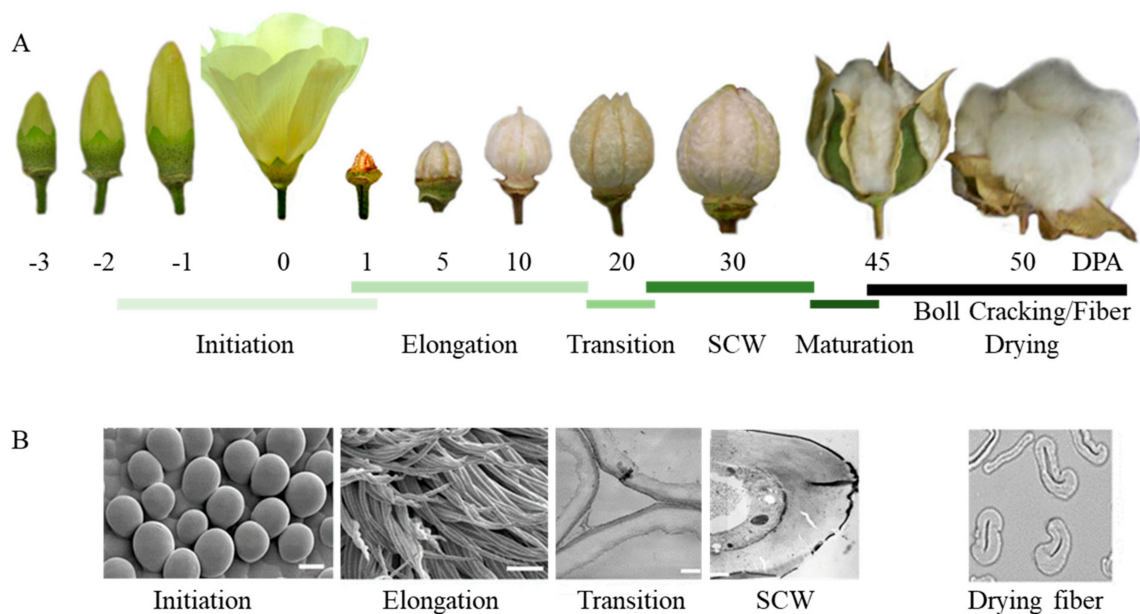 A
-3 -2 -1 0 1 5 10 20 30 45 50 DPA
Boll Cracking/Fiber
Initiation Elongation Transition SCW Maturation Drying
B
Initiation Elongation Transition SCW Drying fiber